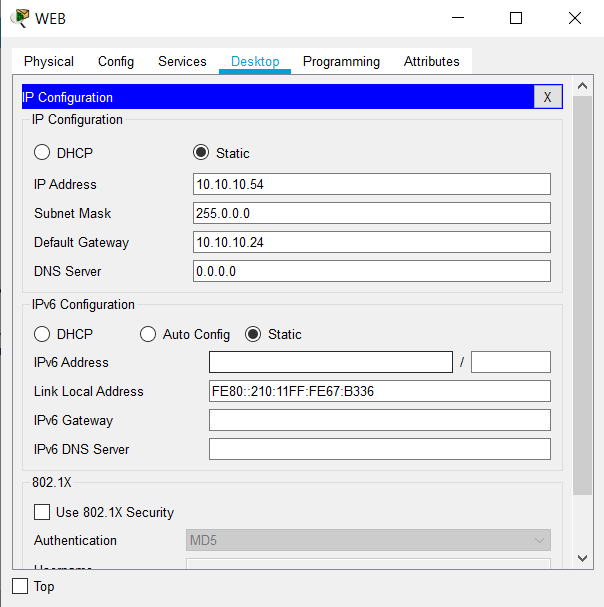 WEB
Physical Config Services Desktop Programming Attributes
IP Configuration X
IP Configuration
DHCP Static
IP Address 10.10.10.54
Subnet Mask 255.0.0.0
Default Gateway 10.10.10.24
DNS Server 0.0.0.0
IPv6 Configuration
DHCP Auto Config Static
IPv6 Address /
Link Local Address FE80::210:11FF:FE67:B336
IPv6 Gateway
IPv6 DNS Server
802.1X
Use 802.1X Security
Authentication MD5
Username
Top